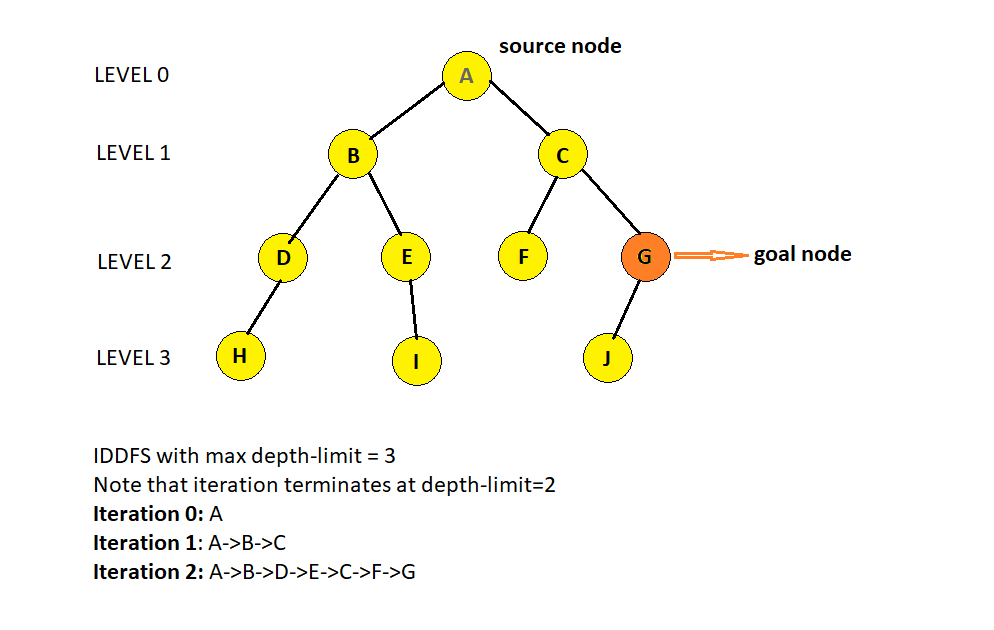 source node
LEVEL 0
A
LEVEL 1
B
C
LEVEL 2
D
E
F
G
goal node
LEVEL 3
H
I
J
IDDFS with max depth-limit = 3
Note that iteration terminates at depth-limit=2
Iteration 0: A
Iteration 1: A->B->C
Iteration 2: A->B->D->E->C->F->G